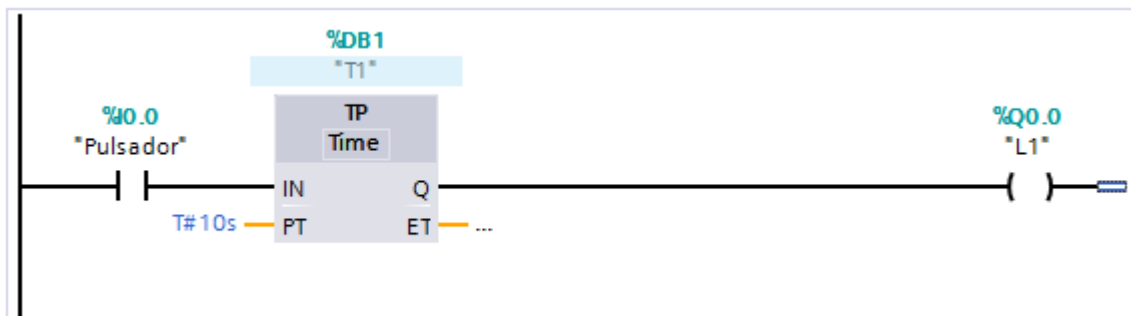 %DB1
"T1"
%I0.0
"Pulsador"
TP
Time
IN
Q
T#10s
PT
ET
...
%Q0.0
"L1"